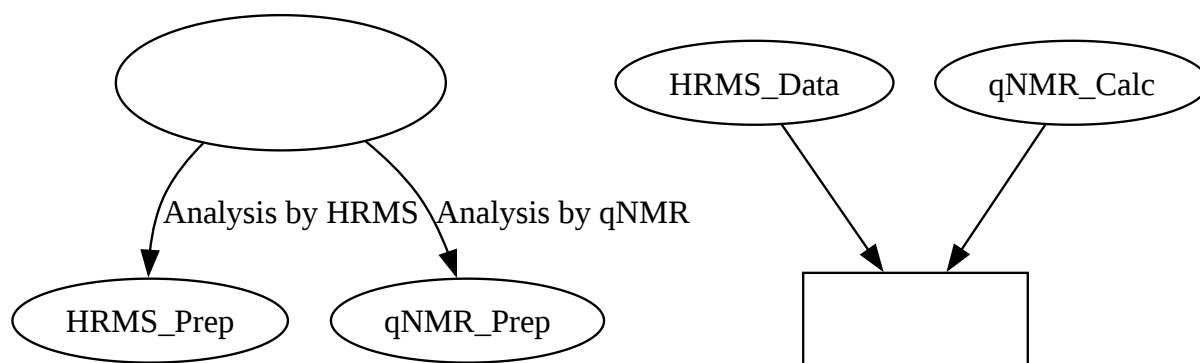 HRMS_Data
qNMR_Calc
Analysis by HRMS
Analysis by qNMR
HRMS_Prep
qNMR_Prep